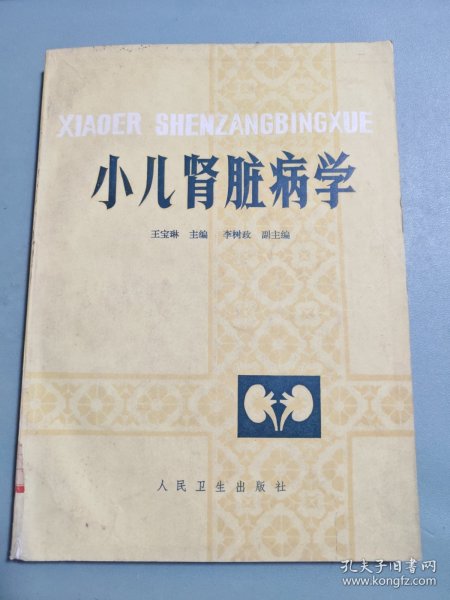 XIAOER SHENZANGBINGXUE
小儿肾脏病学
王宝琳 主编 李树政 副主编
人民卫生出版社
孔夫子旧书网
www.kongfz.com